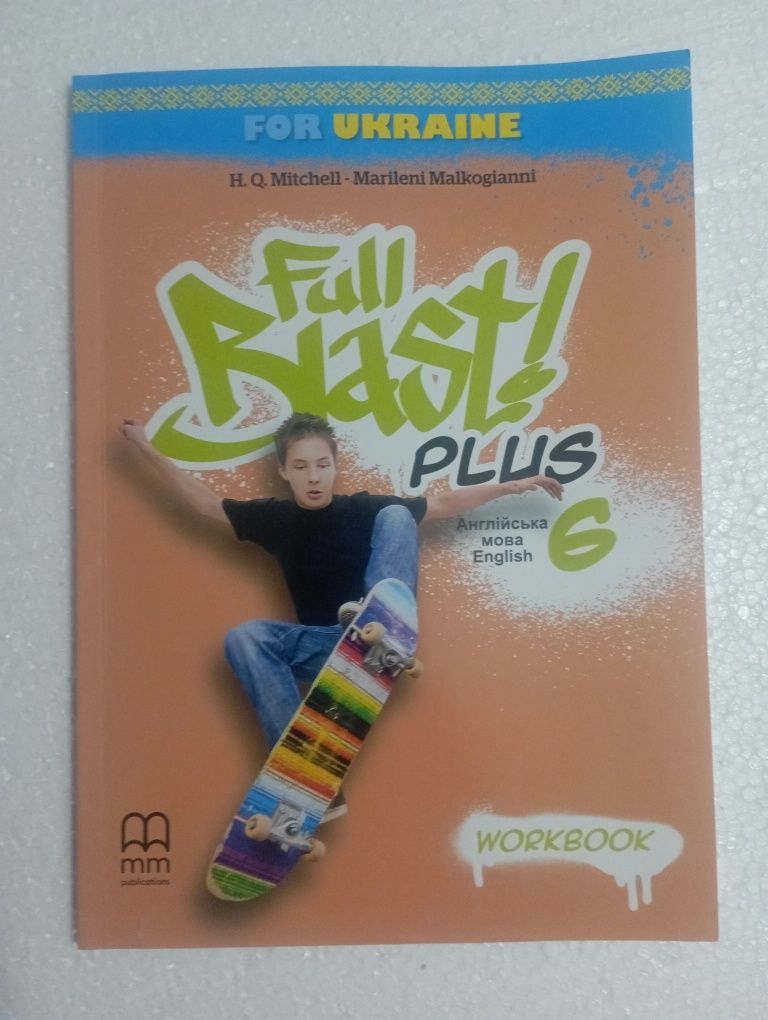 FOR UKRAINE
H. Q. Mitchell - Marileni Malkogianni
Full
Blast!
PLUS
Англійська
мова
English
6
mm
publications
WORKBOOK